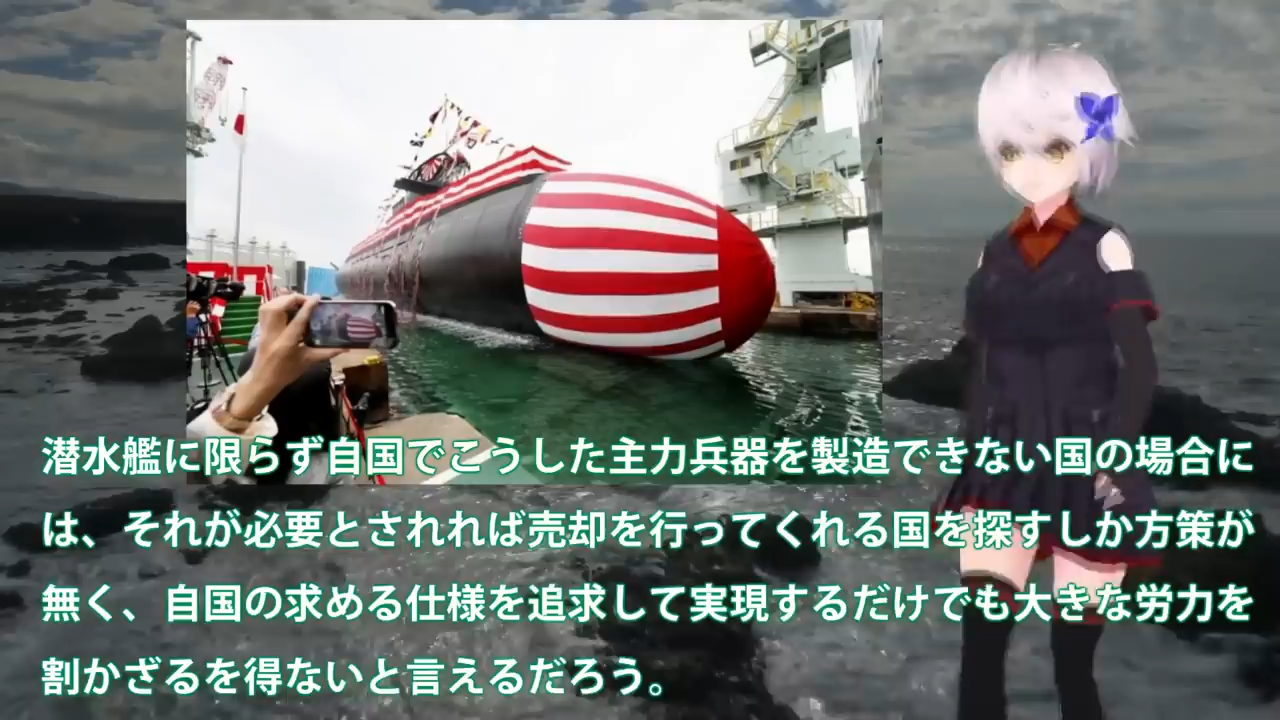 潜水艦に限らず自国でこうした主力兵器を製造できない国の場合に
は、それが必要とされれば売却を行ってくれる国を探すしか方策が
無く、自国の求める仕様を追求して実現するだけでも大きな労力を
割かざるを得ないと言えるだろう。